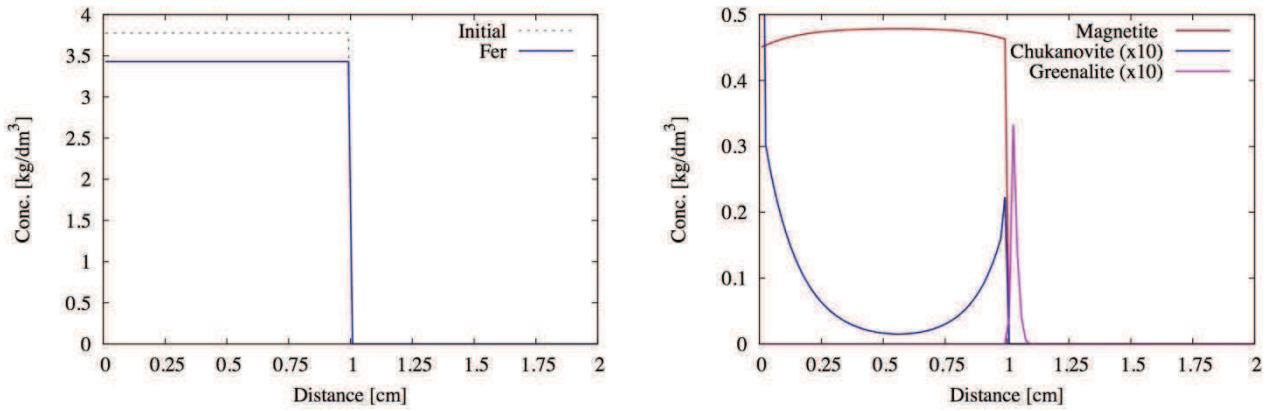 4
3.5
3
2.5
2
1.5
1
0.5
0
Conc. [kg/dm³]
Initial
Fer
0 0.25 0.5 0.75 1 1.25 1.5 1.75 2
Distance [cm]
0.5
0.4
0.3
0.2
0.1
0
Conc. [kg/dm³]
Magnetite
Chukanovite (x10)
Greenalite (x10)
0 0.25 0.5 0.75 1 1.25 1.5 1.75 2
Distance [cm]